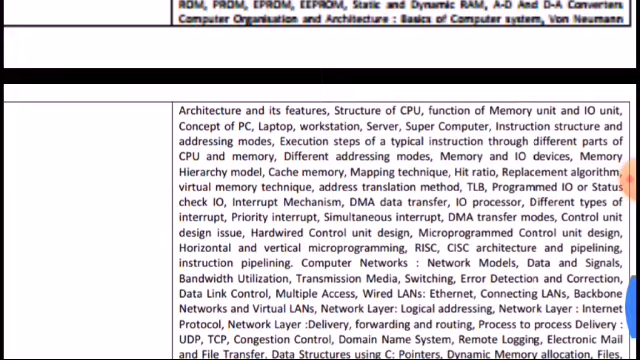 ROM, PROM, EPROM, EEPROM, Static and Dynamic RAM, A-D And D-A Converters
Computer Organisation and Architecture : Basics of Computer system, Von Neumann
Architecture and its features, Structure of CPU, function of Memory unit and IO unit,
Concept of PC, Laptop, workstation, Server, Super Computer, Instruction structure and
addressing modes, Execution steps of a typical instruction through different parts of
CPU and memory, Different addressing modes, Memory and IO devices, Memory
Hierarchy model, Cache memory, Mapping technique, Hit ratio, Replacement algorithm,
virtual memory technique, address translation method, TLB, Programmed IO or Status
check IO, Interrupt Mechanism, DMA data transfer, IO processor, Different types of
interrupt, Priority interrupt, Simultaneous interrupt, DMA transfer modes, Control unit
design issue, Hardwired Control unit design, Microprogrammed Control unit design,
Horizontal and vertical microprogramming, RISC, CISC architecture and pipelining,
instruction pipelining. Computer Networks : Network Models, Data and Signals,
Bandwidth Utilization, Transmission Media, Switching, Error Detection and Correction,
Data Link Control, Multiple Access, Wired LANs: Ethernet, Connecting LANs, Backbone
Networks and Virtual LANs, Network Layer: Logical addressing, Network Layer : Internet
Protocol, Network Layer :Delivery, forwarding and routing, Process to process Delivery :
UDP, TCP, Congestion Control, Domain Name System, Remote Logging, Electronic Mail
and File Transfer. Data Structures using C: Pointers, Dynamic Memory allocation, Files,